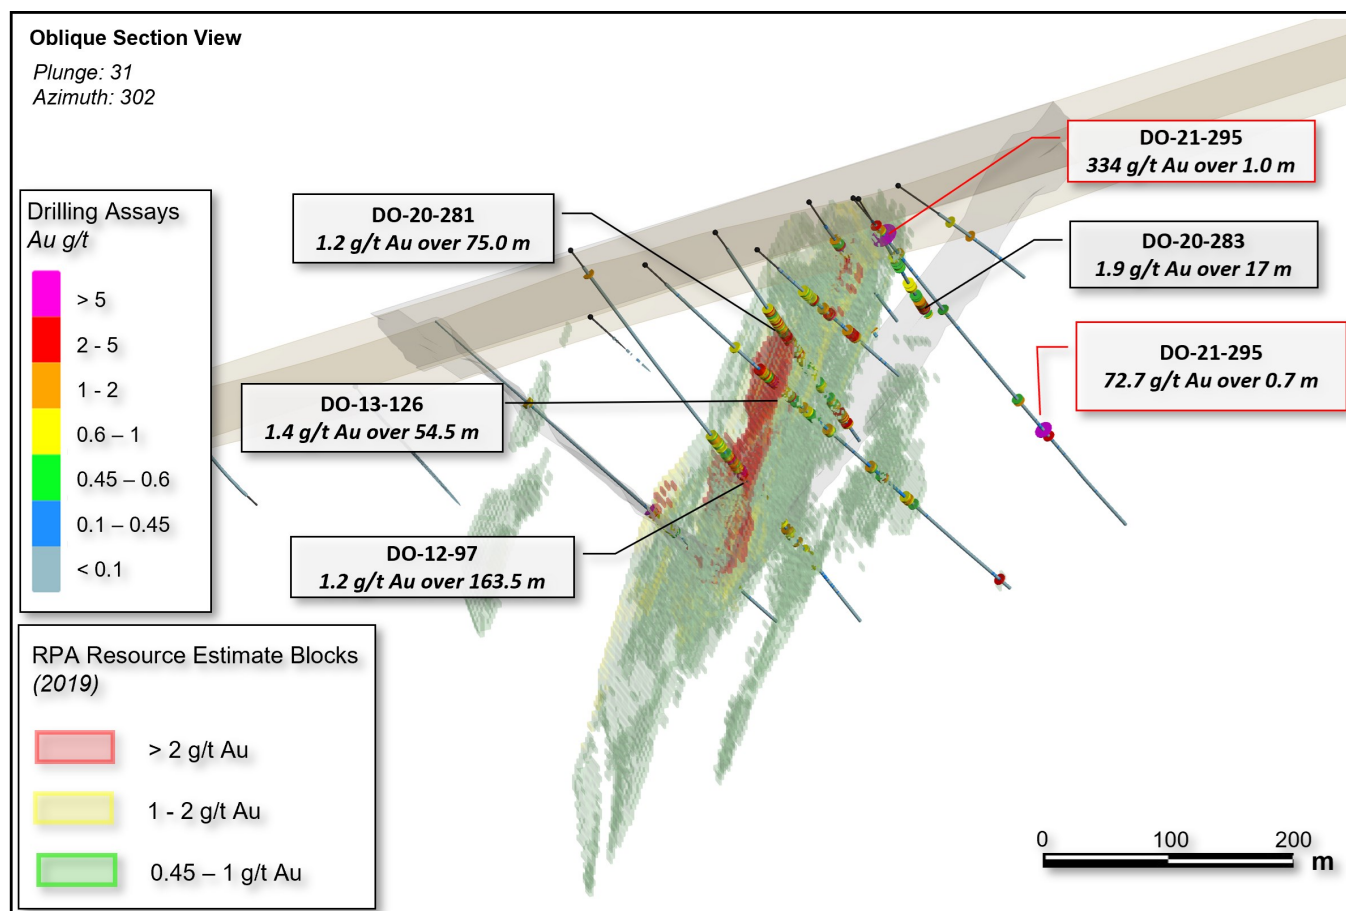 Oblique Section View
Plunge: 31
Azimuth: 302
DO-21-295
334 g/t Au over 1.0 m
DO-20-281
1.2 g/t Au over 75.0 m
DO-20-283
1.9 g/t Au over 17 m
DO-21-295
72.7 g/t Au over 0.7 m
DO-13-126
1.4 g/t Au over 54.5 m
DO-12-97
1.2 g/t Au over 163.5 m
Drilling Assays
Au g/t
> 5
2 - 5
1 - 2
0.6 – 1
0.45 – 0.6
0.1 – 0.45
< 0.1
RPA Resource Estimate Blocks
(2019)
> 2 g/t Au
1 - 2 g/t Au
0.45 – 1 g/t Au
0 100 200
m